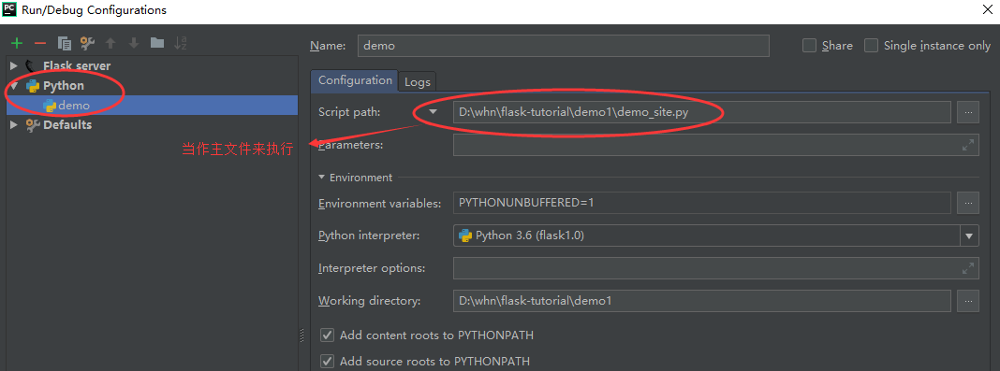 PC
Run/Debug Configurations
Name: demo
Share
Single instance only
Flask server
Python
demo
Defaults
当作主文件来执行
Configuration
Logs
Script path: D:\whn\flask-tutorial\demo1\demo_site.py
Parameters:
Environment
Environment variables: PYTHONUNBUFFERED=1
Python interpreter: Python 3.6 (flask1.0)
Interpreter options:
Working directory: D:\whn\flask-tutorial\demo1
Add content roots to PYTHONPATH
Add source roots to PYTHONPATH